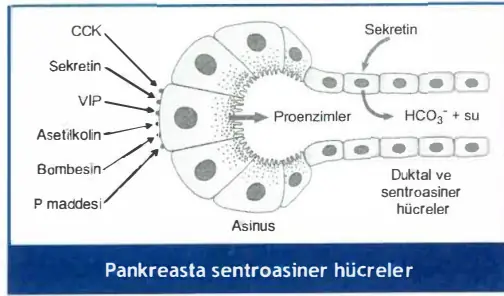 CCK
Sekretin
VIP
Asetilkolin
Bombesin
P maddesi
Proenzimler
Asinus
Sekretin
HCO₃⁻ + su
Duktal ve
sentroasiner
hücreler
Pankreasta sentroasiner hücreler